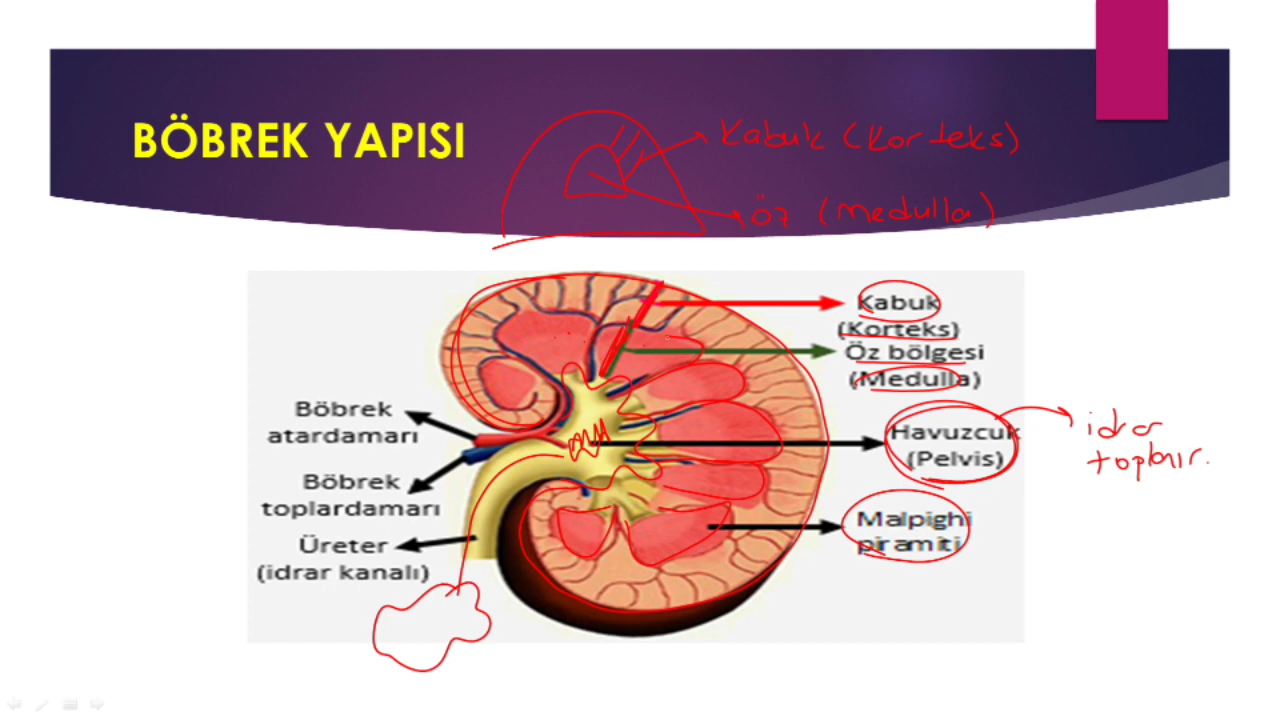 BÖBREK YAPISI
Kabuk (Korteks)
Öz (Medulla)
Kabuk
(Korteks)
Öz bölgesi
(Medulla)
Böbrek
atardamarı
Havuzcuk
(Pelvis)
idrar
toplanır.
Böbrek
toplardamarı
Malpighi
piramiti
Üreter
(idrar kanalı)